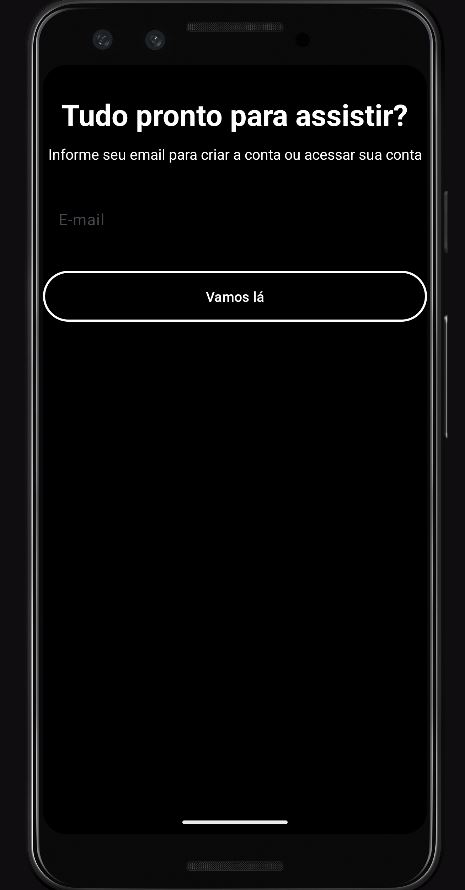 Tudo pronto para assistir?
Informe seu email para criar a conta ou acessar sua conta
E-mail
Vamos lá